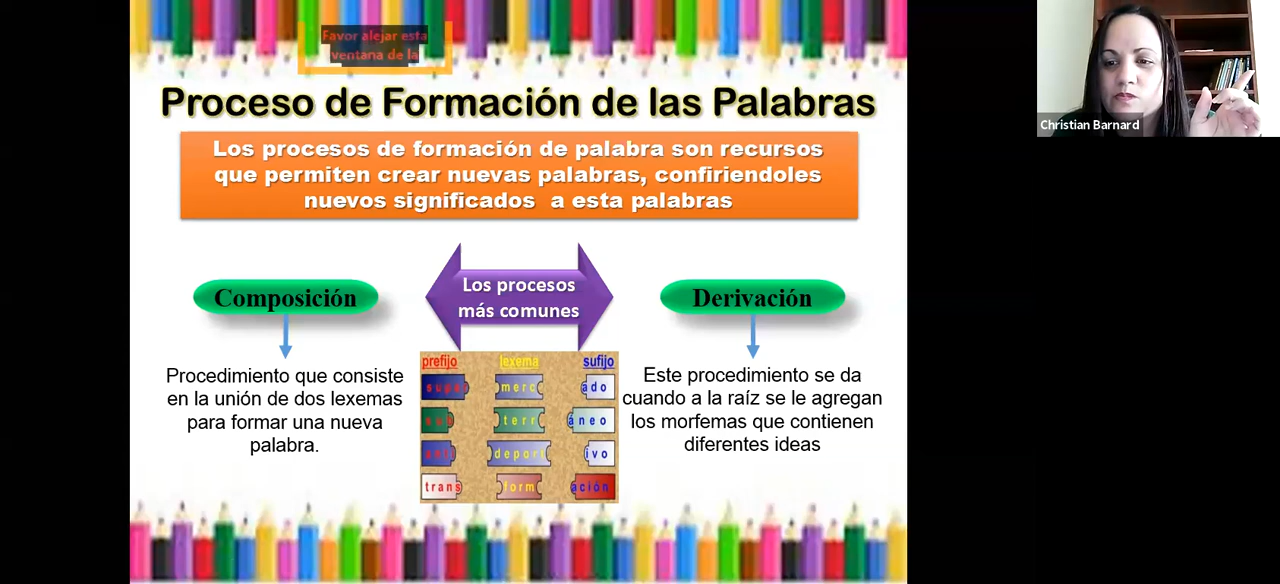 Favor alejar esta
ventana de la
Proceso de Formación de las Palabras
Los procesos de formación de palabra son recursos
que permiten crear nuevas palabras, confiriendoles
nuevos significados a esta palabras
Composición
Los procesos
más comunes
Derivación
Procedimiento que consiste
en la unión de dos lexemas
para formar una nueva
palabra.
prefijo lexema sufijo
super merc ado
sub terr áneo
deport ivo
trans form ación
Este procedimiento se da
cuando a la raíz se le agregan
los morfemas que contienen
diferentes ideas
Christian Barnard